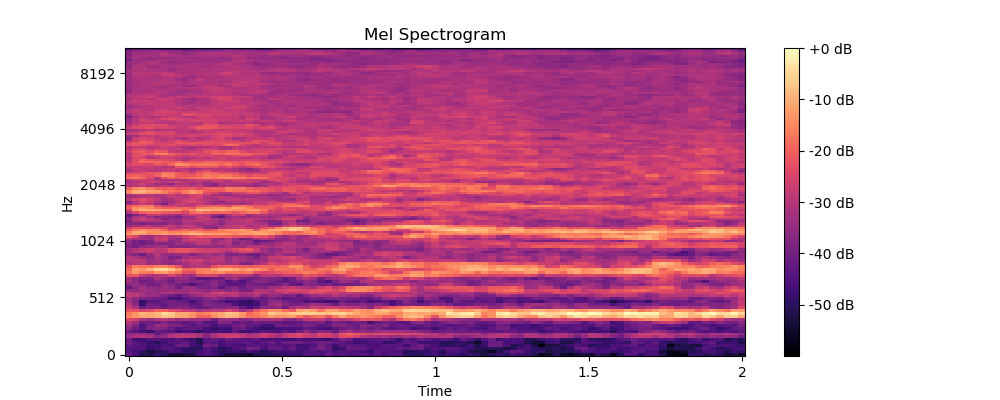 Mel Spectrogram
Hz
8192
4096
2048
1024
512
0
0
0.5
1
1.5
2
Time
+0 dB
-10 dB
-20 dB
-30 dB
-40 dB
-50 dB